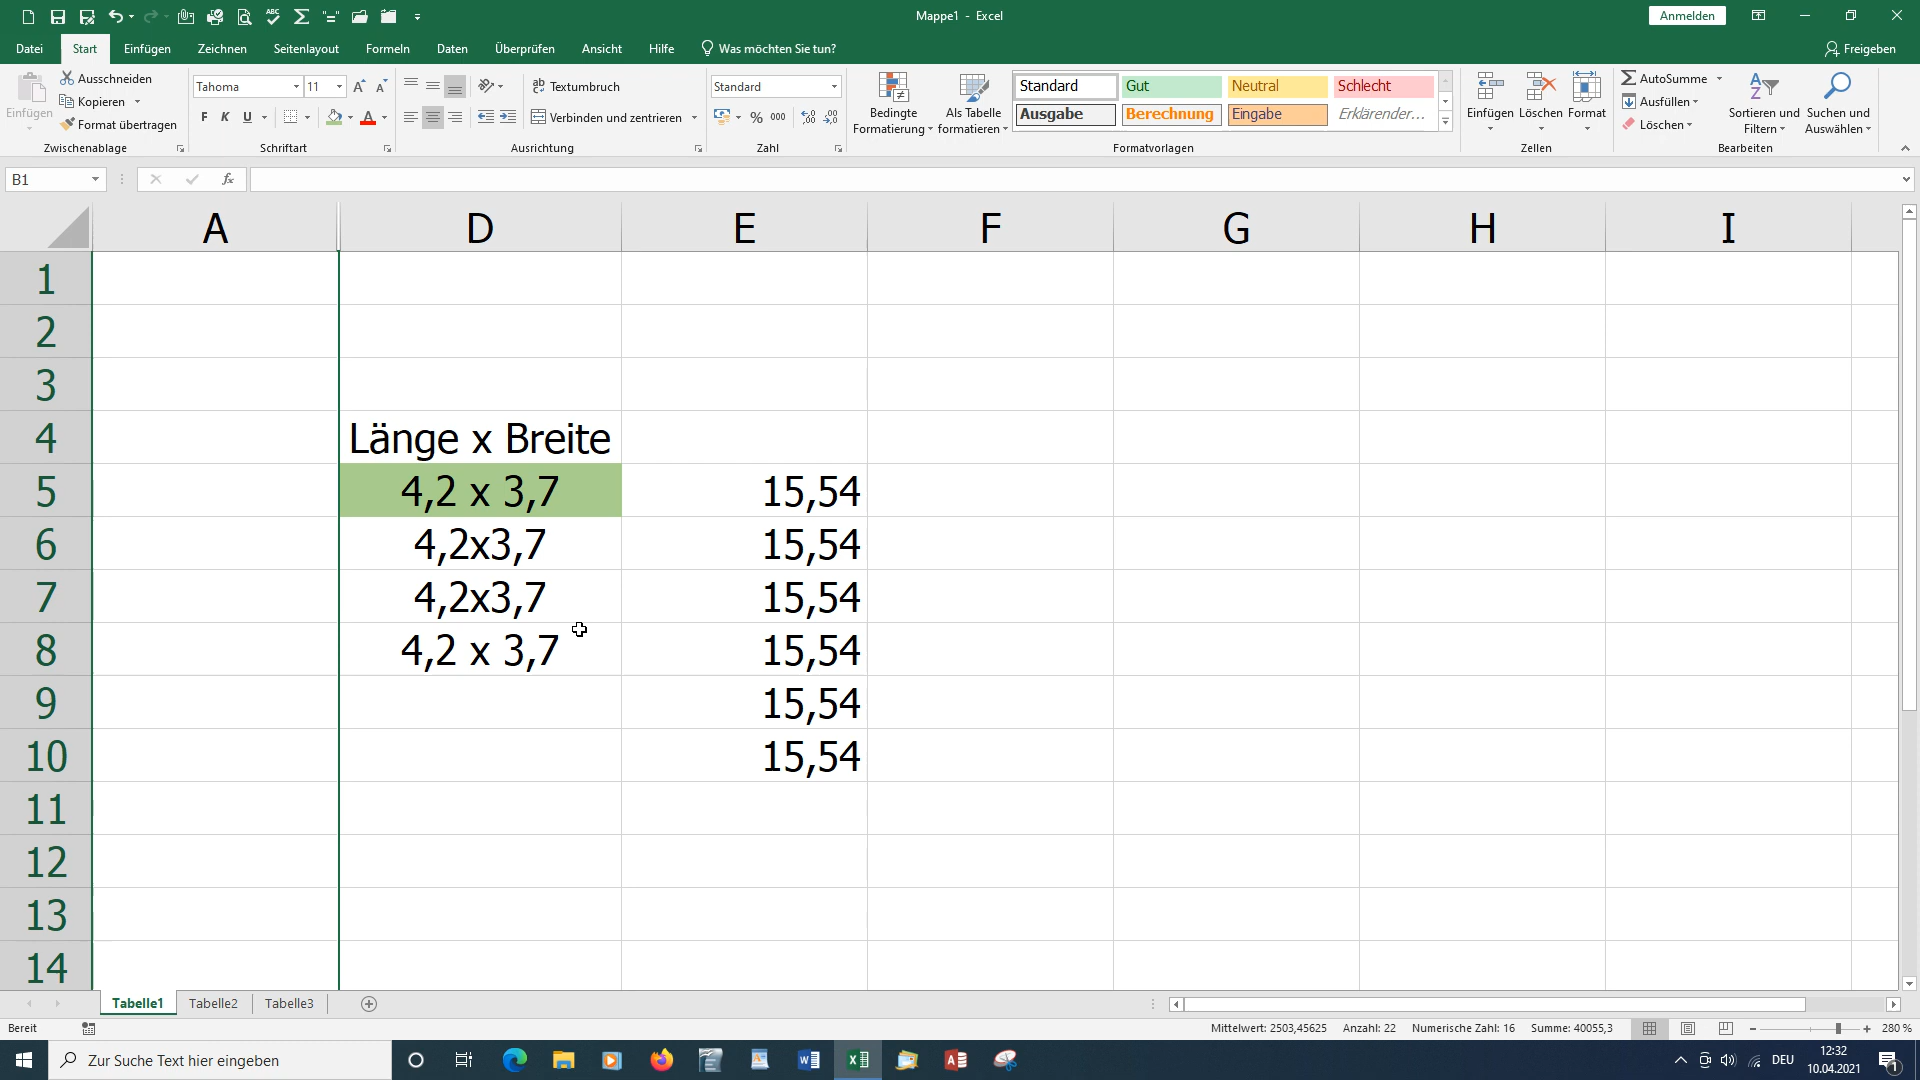 Mappe1 - Excel
Anmelden
Datei Start Einfügen Zeichnen Seitenlayout Formeln Daten Überprüfen Ansicht Hilfe Was möchten Sie tun? Freigeben
Einfügen
Ausschneiden
Kopieren
Format übertragen
Zwischenablage
Tahoma 11
F K U
Schriftart
Textumbruch
Verbinden und zentrieren
Ausrichtung
Standard
% 000
Zahl
Bedingte Formatierung
Als Tabelle formatieren
Standard Gut Neutral Schlecht
Ausgabe Berechnung Eingabe Erklärender...
Formatvorlagen
Einfügen Löschen Format
Zellen
AutoSumme
Ausfüllen
Löschen
Sortieren und Filtern
Suchen und Auswählen
Bearbeiten
B1 fx
A D E F G H I
1
2
3
4 Länge x Breite
5 4,2 x 3,7 15,54
6 4,2x3,7 15,54
7 4,2x3,7 15,54
8 4,2 x 3,7 15,54
9 15,54
10 15,54
11
12
13
14
Tabelle1 Tabelle2 Tabelle3
Bereit Mittelwert: 2503,45625 Anzahl: 22 Numerische Zahl: 16 Summe: 40055,3 280 %
Zur Suche Text hier eingeben
DEU
12:32
10.04.2021
1